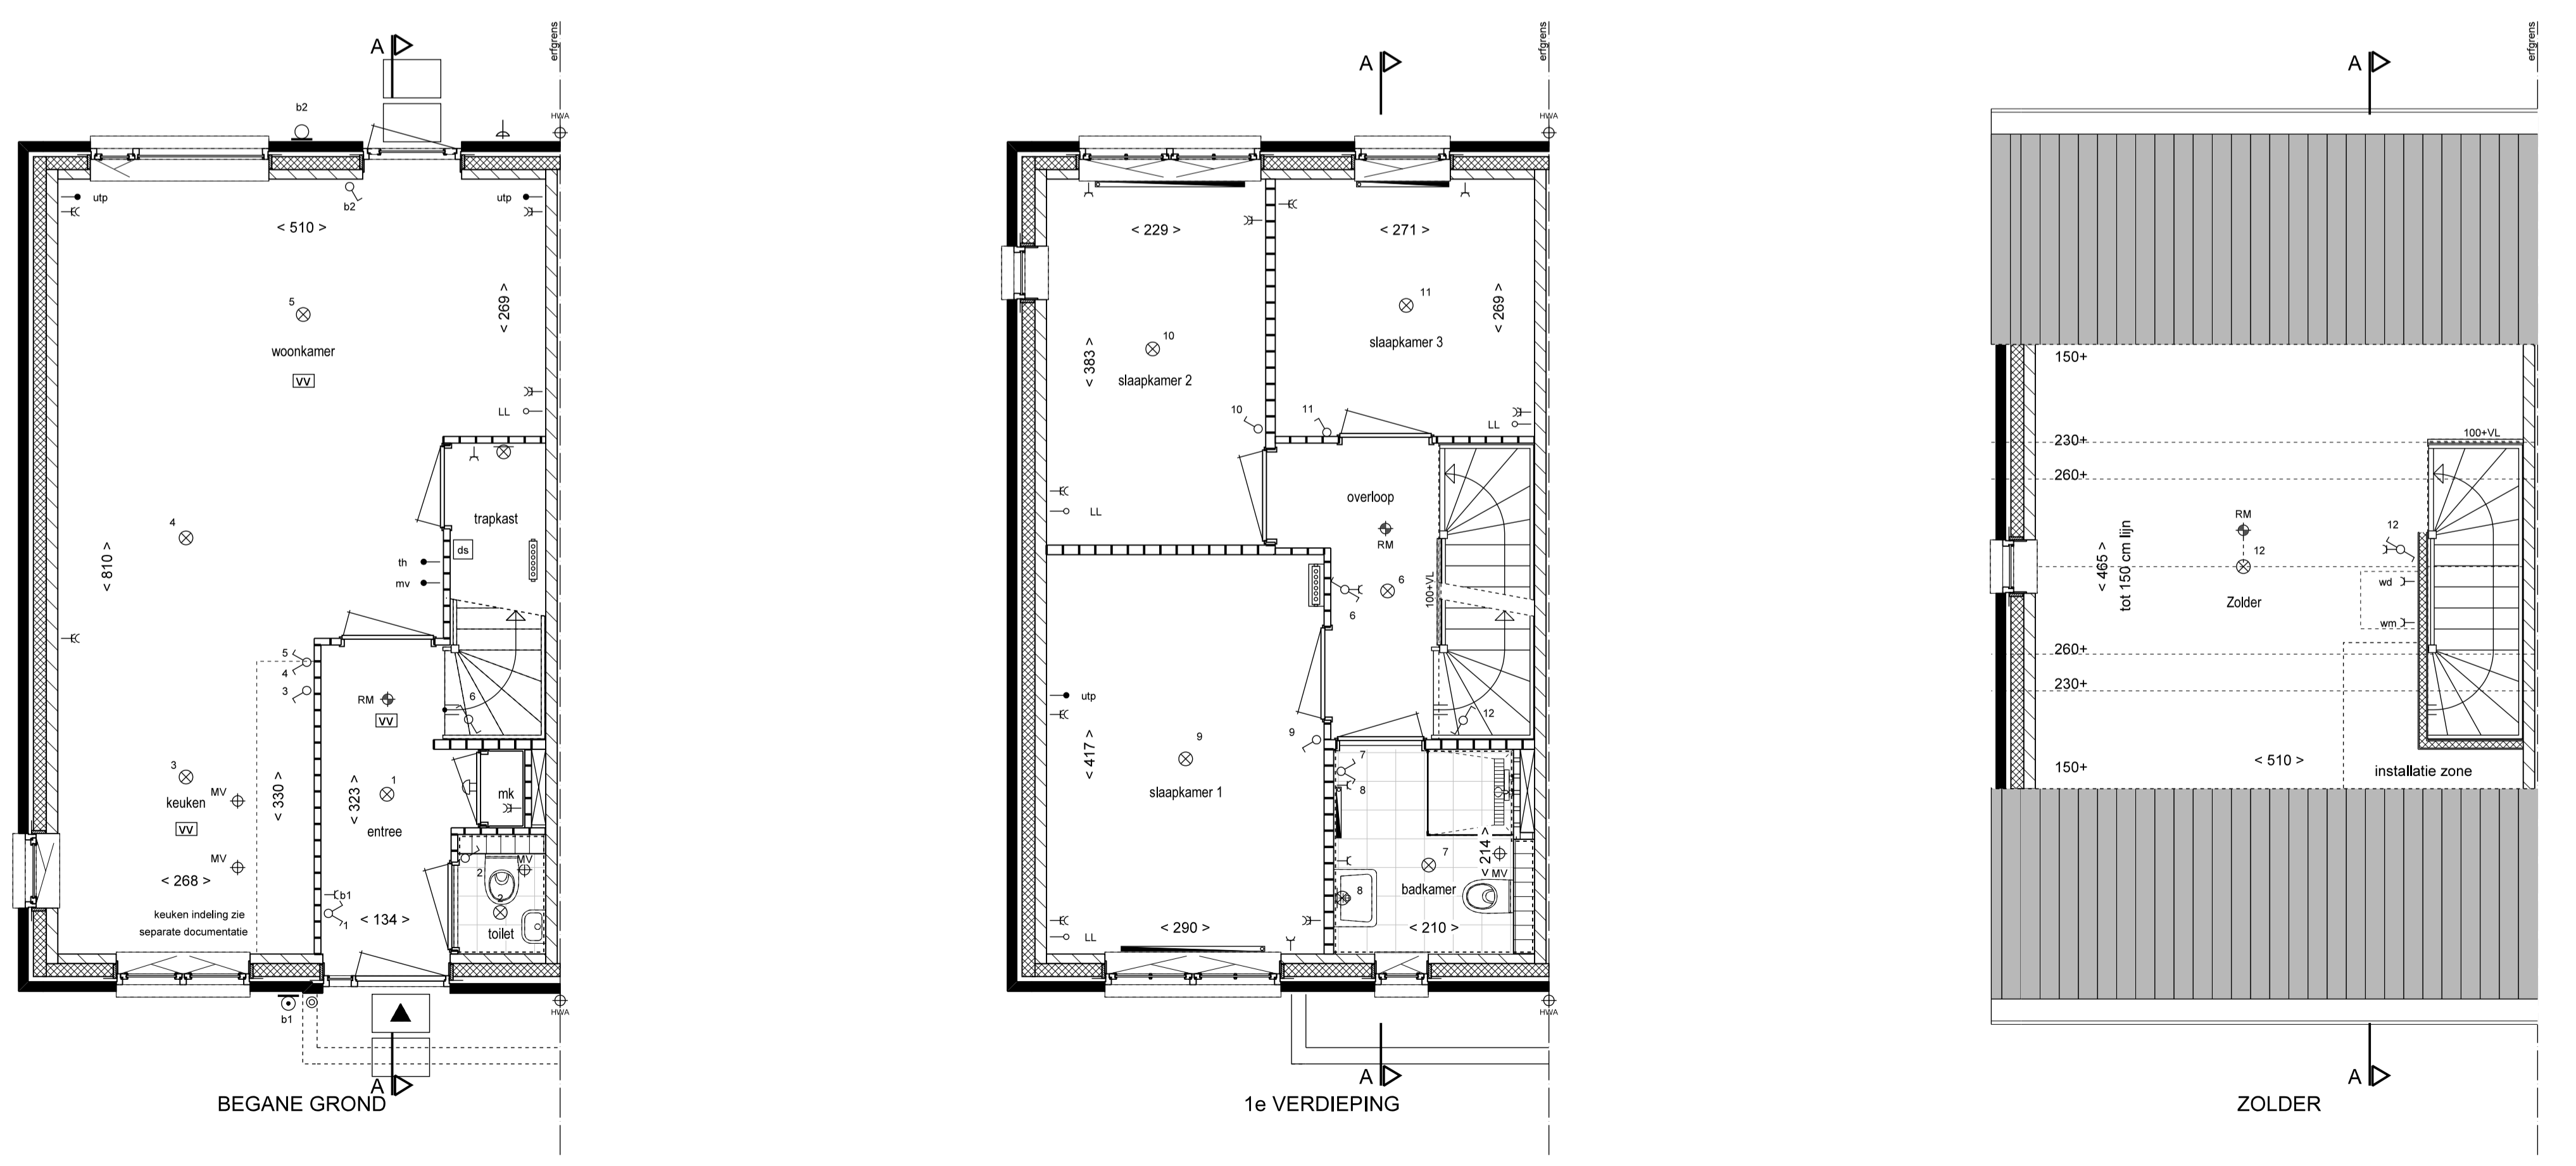 A
erfgrens
b2
HWA
utp
b2
utp
< 510 >
5
< 269 >
woonkamer
VV
LL
trapkast
4
ds
th
mv
< 810 >
5
4
3
RM
VV
6
3
MV
keuken
VV
< 330 >
< 323 >
1
entree
mk
MV
< 268 >
2
MV
2
b1
1
< 134 >
toilet
keuken indeling zie
separate documentatie
b1
HWA
A
BEGANE GROND
A
erfgrens
HWA
< 229 >
< 271 >
11
< 269 >
slaapkamer 3
10
< 383 >
slaapkamer 2
10
11
LL
LL
overloop
RM
6
100+VL
6
utp
12
9
9
< 417 >
slaapkamer 1
7
8
7
< 214 >
MV
8
badkamer
LL
< 290 >
< 210 >
HWA
A
1e VERDIEPING
A
erfgrens
150+
230+
100+VL
260+
RM
12
12
< 465 >
tot 150 cm lijn
wd
Zolder
wm
260+
230+
< 510 >
150+
installatie zone
A
ZOLDER